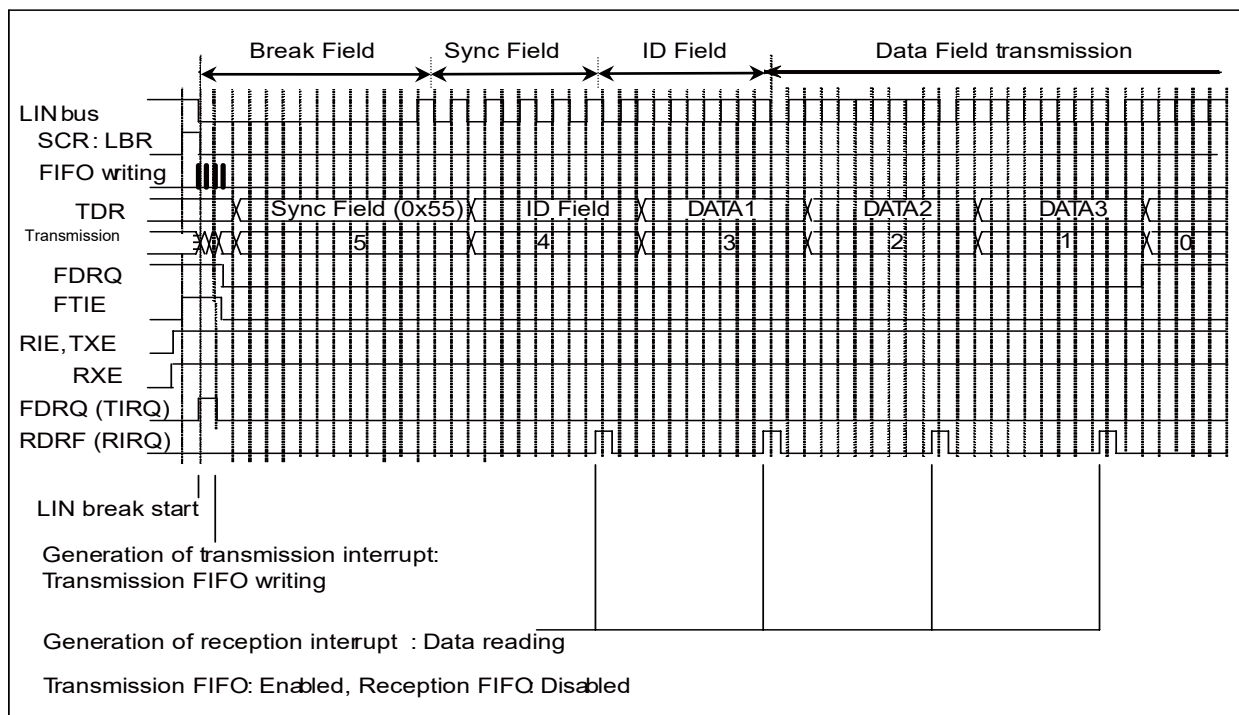 Break Field Sync Field ID Field Data Field transmission
LIN bus
SCR: LBR
FIFO writing
TDR Sync Field (0x55) ID Field DATA1 DATA2 DATA3
Transmission 5 4 3 2 1 0
FDRQ
FTIE
RIE, TXE
RXE
FDRQ (TIRQ)
RDRF (RIRQ)
LIN break start
Generation of transmission interrupt:
Transmission FIFO writing
Generation of reception interrupt : Data reading
Transmission FIFO: Enabled, Reception FIFO: Disabled